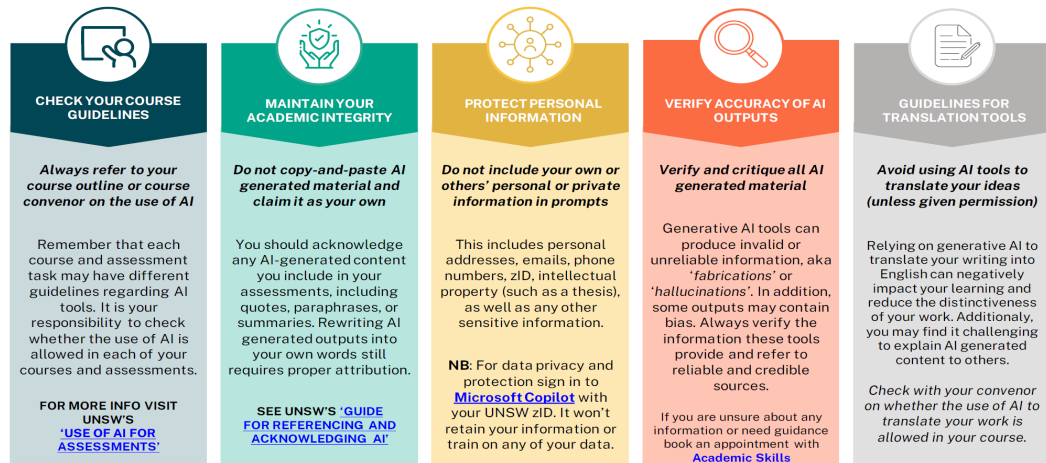 CHECK YOUR COURSE
GUIDELINES
Always refer to your
course outline or course
convenor on the use of AI
Remember that each
course and assessment
task may have different
guidelines regarding AI
tools. It is your
responsibility to check
whether the use of AI is
allowed in each of your
courses and assessments.
FOR MORE INFO VISIT
UNSW'S
'USE OF AI FOR
ASSESSMENTS'
MAINTAIN YOUR
ACADEMIC INTEGRITY
Do not copy-and-paste AI
generated material and
claim it as your own
You should acknowledge
any AI-generated content
you include in your
assessments, including
quotes, paraphrases, or
summaries. Rewriting AI
generated outputs into
your own words still
requires proper attribution.
SEE UNSW'S 'GUIDE
FOR REFERENCING AND
ACKNOWLEDGING AI'
PROTECT PERSONAL
INFORMATION
Do not include your own or
others' personal or private
information in prompts
This includes personal
addresses, emails, phone
numbers, zID, intellectual
property (such as a thesis),
as well as any other
sensitive information.
NB: For data privacy and
protection sign in to
Microsoft Copilot with
your UNSW zID. It won't
retain your information or
train on any of your data.
VERIFY ACCURACY OF AI
OUTPUTS
Verify and critique all AI
generated material
Generative AI tools can
produce invalid or
unreliable information, aka
'fabrications' or
'hallucinations'. In addition,
some outputs may contain
bias. Always verify the
information these tools
provide and refer to
reliable and credible
sources.
If you are unsure about any
information or need guidance
book an appointment with
Academic Skills
GUIDELINES FOR
TRANSLATION TOOLS
Avoid using AI tools to
translate your ideas
(unless given permission)
Relying on generative AI to
translate your writing into
English can negatively
impact your learning and
reduce the distinctiveness
of your work. Additionaly,
you may find it challenging
to explain AI generated
content to others.
Check with your convenor
on whether the use of AI to
translate your work is
allowed in your course.